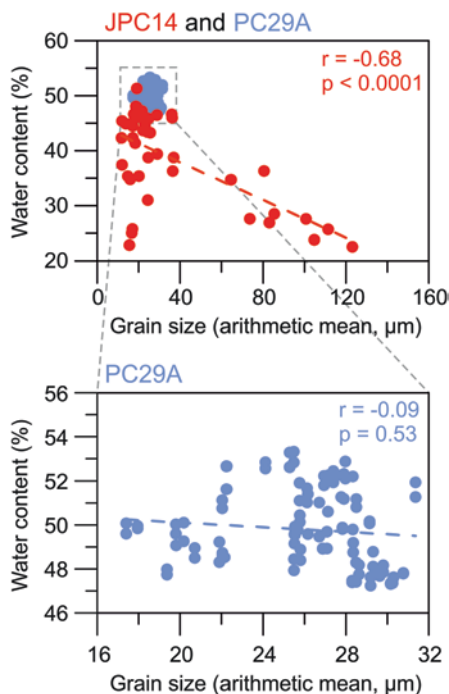 JPC14 and PC29A
r = -0.68
p < 0.0001
Water content (%)
60
50
40
30
20
0 40 80 120 160
Grain size (arithmetic mean, µm)
PC29A
r = -0.09
p = 0.53
Water content (%)
56
54
52
50
48
46
16 20 24 28 32
Grain size (arithmetic mean, µm)